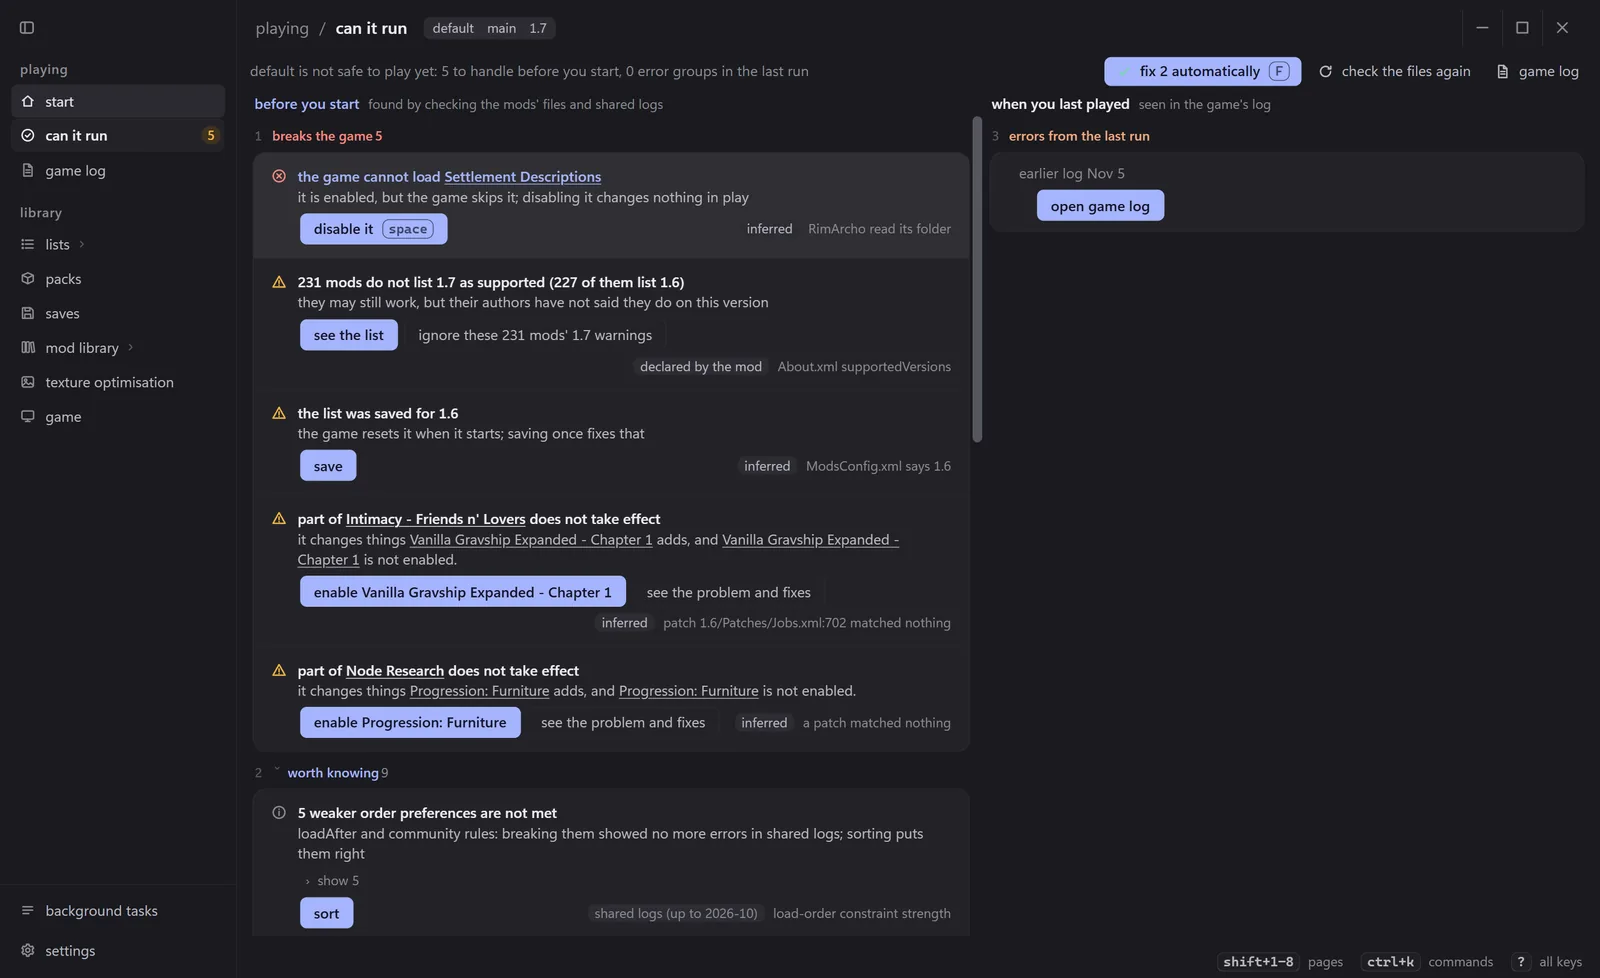 playing / can it run default main 1.7
playing
start
can it run 5
game log
library
lists
packs
saves
mod library
texture optimisation
game
background tasks
settings
default is not safe to play yet: 5 to handle before you start, 0 error groups in the last run
fix 2 automatically F
check the files again
game log
before you start found by checking the mods' files and shared logs
1 breaks the game 5
the game cannot load Settlement Descriptions
it is enabled, but the game skips it; disabling it changes nothing in play
disable it space
inferred RimArcho read its folder
231 mods do not list 1.7 as supported (227 of them list 1.6)
they may still work, but their authors have not said they do on this version
see the list ignore these 231 mods' 1.7 warnings
declared by the mod About.xml supportedVersions
the list was saved for 1.6
the game resets it when it starts; saving once fixes that
save
inferred ModsConfig.xml says 1.6
part of Intimacy - Friends n' Lovers does not take effect
it changes things Vanilla Gravship Expanded - Chapter 1 adds, and Vanilla Gravship Expanded -
Chapter 1 is not enabled.
enable Vanilla Gravship Expanded - Chapter 1 see the problem and fixes
inferred patch 1.6/Patches/Jobs.xml:702 matched nothing
part of Node Research does not take effect
it changes things Progression: Furniture adds, and Progression: Furniture is not enabled.
enable Progression: Furniture see the problem and fixes inferred a patch matched nothing
2 worth knowing 9
5 weaker order preferences are not met
loadAfter and community rules: breaking them showed no more errors in shared logs; sorting puts
them right
show 5
sort
shared logs (up to 2026-10) load-order constraint strength
when you last played seen in the game's log
3 errors from the last run
earlier log Nov 5
open game log
shift+1-8 pages ctrl+k commands ? all keys